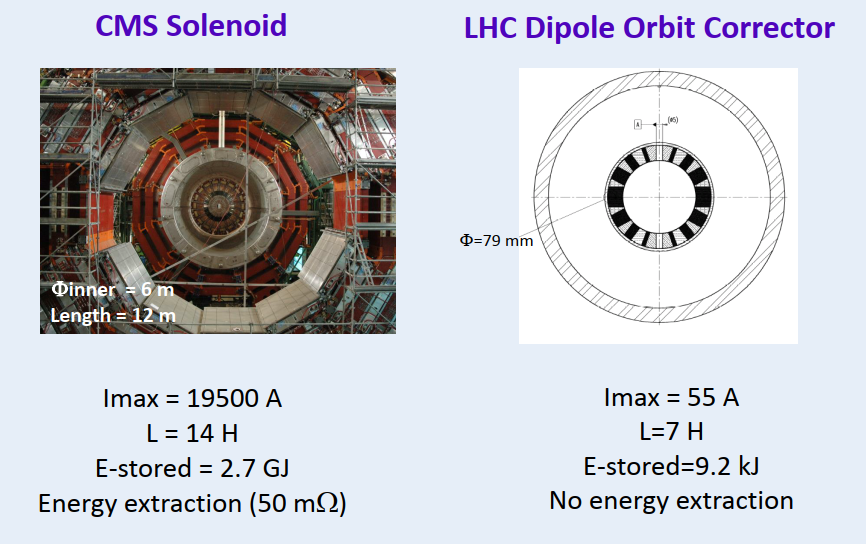 CMS Solenoid
Φinner = 6 m
Length = 12 m
Imax = 19500 A
L = 14 H
E-stored = 2.7 GJ
Energy extraction (50 mΩ)
LHC Dipole Orbit Corrector
A
(Ø5)
Φ=79 mm
Imax = 55 A
L=7 H
E-stored=9.2 kJ
No energy extraction